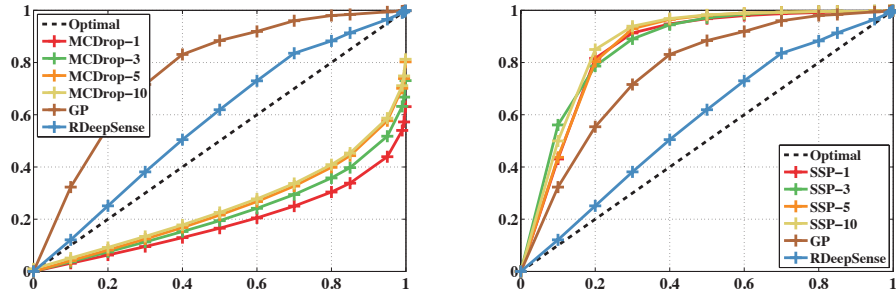 1
0.8
0.6
0.4
0.2
0
0
0.2
0.4
0.6
0.8
1
Optimal
MCDrop-1
MCDrop-3
MCDrop-5
MCDrop-10
GP
RDeepSense
1
0.8
0.6
0.4
0.2
0
0
0.2
0.4
0.6
0.8
1
Optimal
SSP-1
SSP-3
SSP-5
SSP-10
GP
RDeepSense